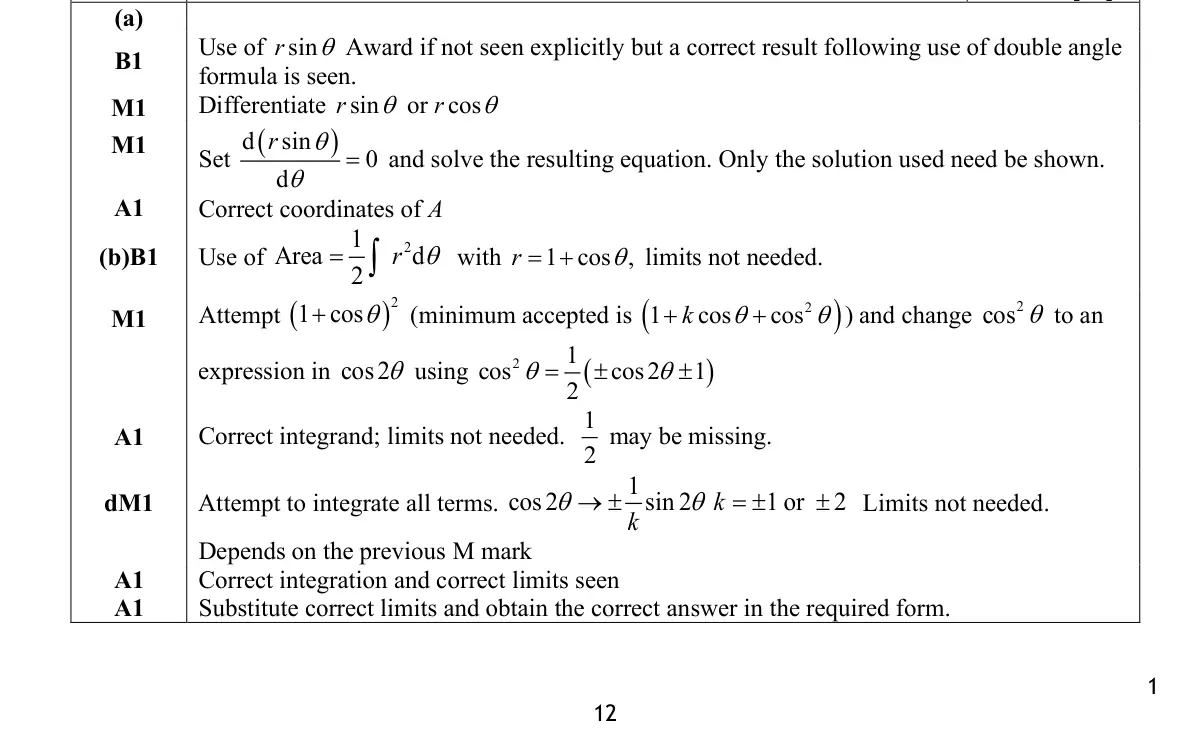 (a)
B1 Use of r sin θ Award if not seen explicitly but a correct result following use of double angle
formula is seen.
M1 Differentiate r sin θ or r cos θ
M1 Set d(r sin θ)/dθ = 0 and solve the resulting equation. Only the solution used need be shown.
A1 Correct coordinates of A
(b)B1 Use of Area = 1/2 ∫ r² dθ with r = 1 + cos θ, limits not needed.
M1 Attempt (1 + cos θ)² (minimum accepted is (1 + k cos θ + cos² θ)) and change cos² θ to an
expression in cos 2θ using cos² θ = 1/2 (± cos 2θ ± 1)
A1 Correct integrand; limits not needed. 1/2 may be missing.
dM1 Attempt to integrate all terms. cos 2θ → ± 1/k sin 2θ k = ±1 or ±2 Limits not needed.
Depends on the previous M mark
A1 Correct integration and correct limits seen
A1 Substitute correct limits and obtain the correct answer in the required form.
1
12